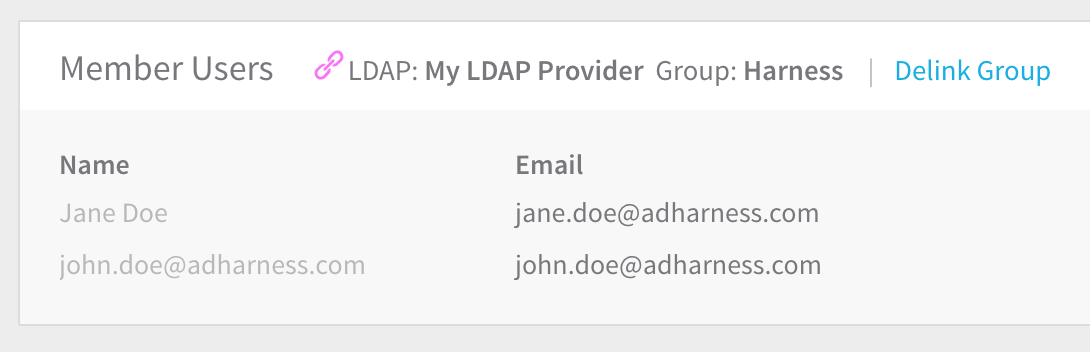 Member Users LDAP: My LDAP Provider Group: Harness | Delink Group
Name Email
Jane Doe jane.doe@adharness.com
john.doe@adharness.com john.doe@adharness.com